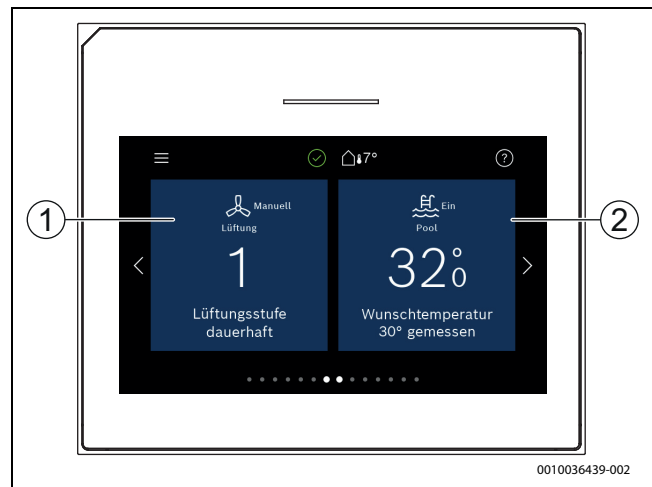 7°
?
Manuell
Lüftung
1
Lüftungsstufe
dauerhaft
Ein
Pool
32°0
Wunschtemperatur
30° gemessen
1
2
0010036439-002